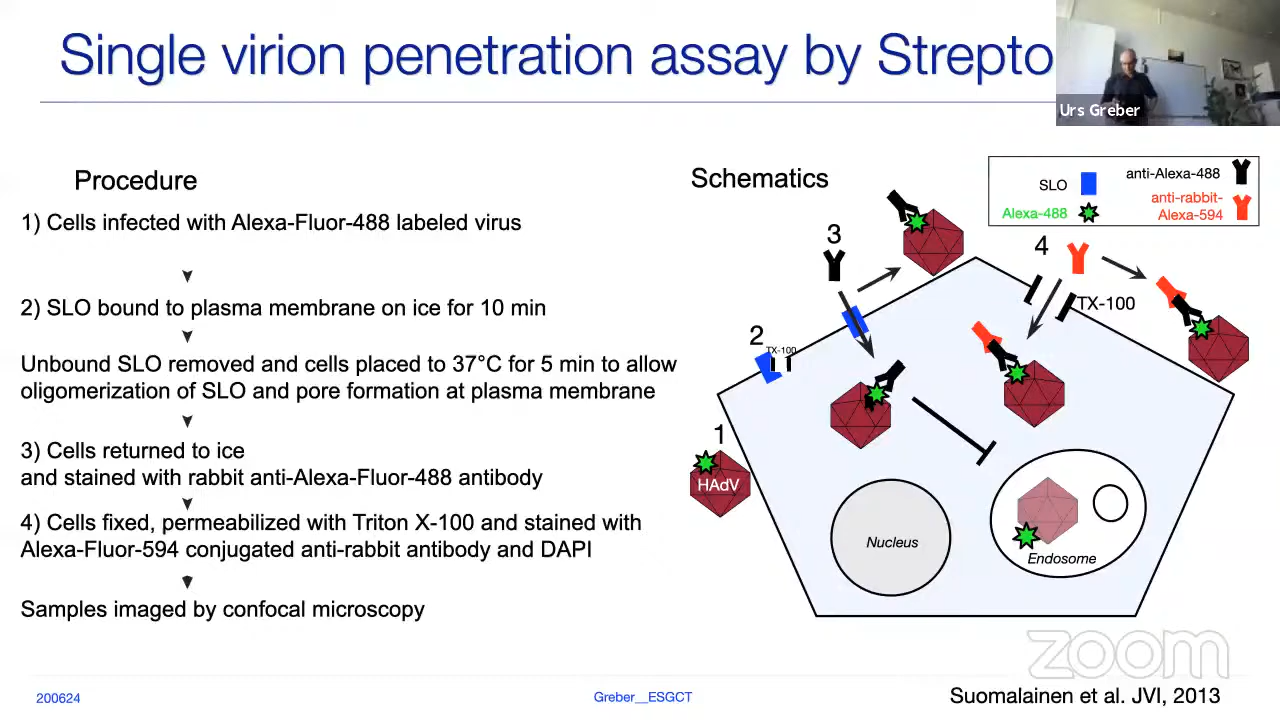 Single virion penetration assay by Strepto
Urs Greber
Procedure
1) Cells infected with Alexa-Fluor-488 labeled virus
2) SLO bound to plasma membrane on ice for 10 min
Unbound SLO removed and cells placed to 37°C for 5 min to allow
oligomerization of SLO and pore formation at plasma membrane
3) Cells returned to ice
and stained with rabbit anti-Alexa-Fluor-488 antibody
4) Cells fixed, permeabilized with Triton X-100 and stained with
Alexa-Fluor-594 conjugated anti-rabbit antibody and DAPI
Samples imaged by confocal microscopy
Schematics
SLO
anti-Alexa-488
Alexa-488
anti-rabbit-
Alexa-594
3
4
TX-100
2
TX-100
1
HAdV
Nucleus
Endosome
zoom
200624
Greber__ESGCT
Suomalainen et al. JVI, 2013